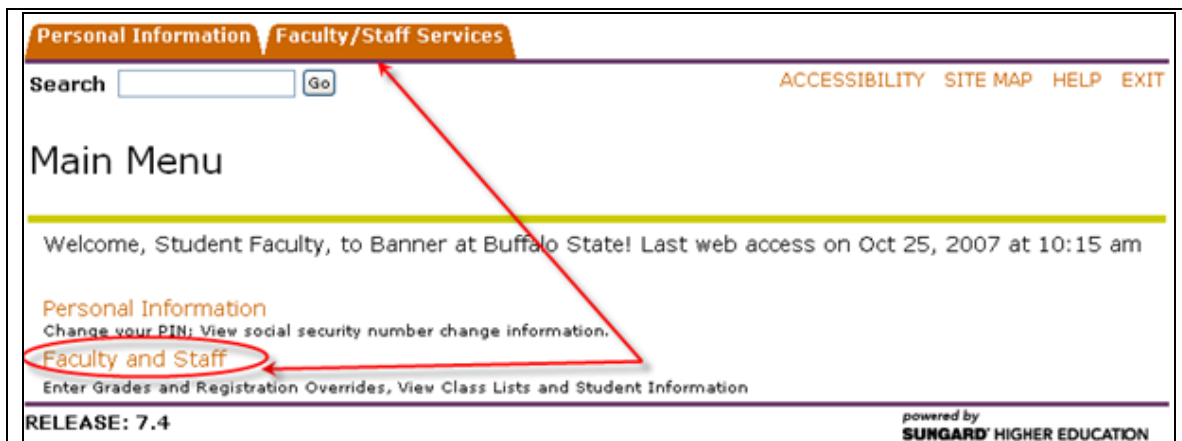 Personal Information Faculty/Staff Services
Search Go ACCESSIBILITY SITE MAP HELP EXIT
Main Menu
Welcome, Student Faculty, to Banner at Buffalo State! Last web access on Oct 25, 2007 at 10:15 am
Personal Information
Change your PIN; View social security number change information.
Faculty and Staff
Enter Grades and Registration Overrides, View Class Lists and Student Information
RELEASE: 7.4 powered by
SUNGARD' HIGHER EDUCATION